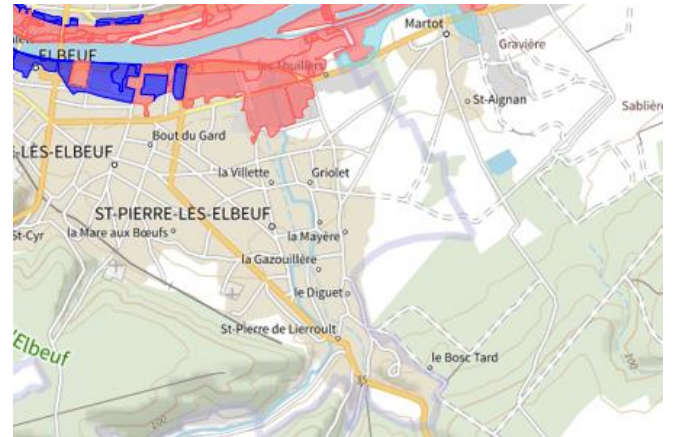 Martot
Gravière
ELBEUF
les Thuilliers
St-Aignan
Sablière
Bout du Gard
-LÈS-ELBEUF
la Villette
Griolet
ST-PIERRE-LÈS-ELBEUF
St-Cyr
la Mare aux Bœufs
la Mayère
la Gazouillère
le Diguet
St-Pierre de Lierroult
'Elbeuf
le Bosc Tard
100
35
100